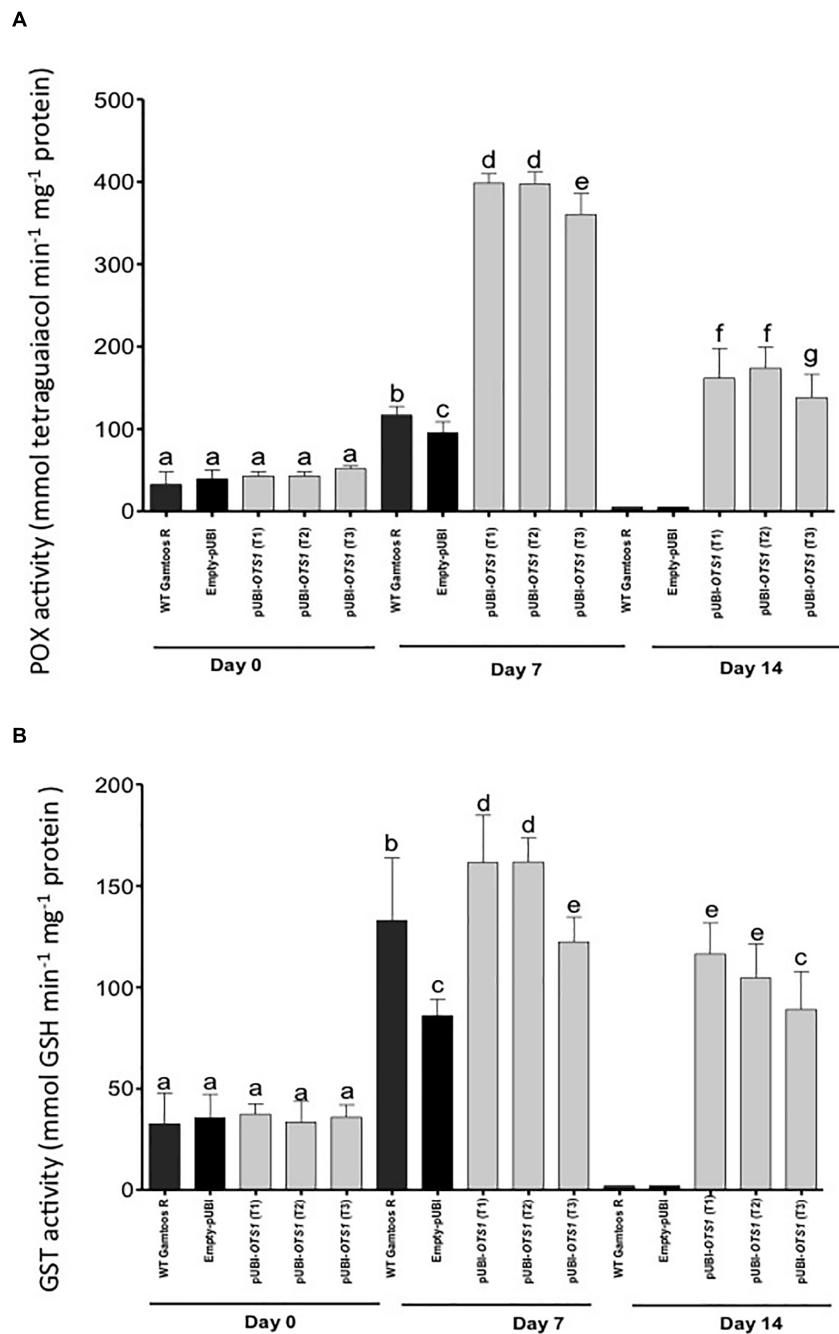 A
POX activity (mmol tetraguaiacol min⁻¹ mg⁻¹ protein)
500
400
300
200
100
0
a
a
a
a
a
b
c
d
d
e
f
f
g
WT Gamtoos R
Empty-pUBI
pUBI-OTS1 (T1)
pUBI-OTS1 (T2)
pUBI-OTS1 (T3)
WT Gamtoos R
Empty-pUBI
pUBI-OTS1 (T1)
pUBI-OTS1 (T2)
pUBI-OTS1 (T3)
WT Gamtoos R
Empty-pUBI
pUBI-OTS1 (T1)
pUBI-OTS1 (T2)
pUBI-OTS1 (T3)
Day 0
Day 7
Day 14
B
GST activity (mmol GSH min⁻¹ mg⁻¹ protein )
200
150
100
50
0
a
a
a
a
a
b
c
d
d
e
e
e
c
WT Gamtoos R
Empty-pUBI
pUBI-OTS1 (T1)
pUBI-OTS1 (T2)
pUBI-OTS1 (T3)
WT Gamtoos R
Empty-pUBI
pUBI-OTS1 (T1)
pUBI-OTS1 (T2)
pUBI-OTS1 (T3)
WT Gamtoos R
Empty-pUBI
pUBI-OTS1 (T1)
pUBI-OTS1 (T2)
pUBI-OTS1 (T3)
Day 0
Day 7
Day 14